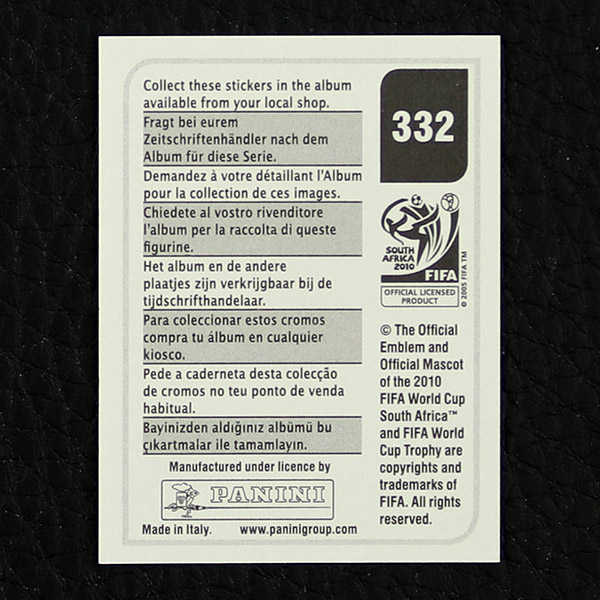 Collect these stickers in the album
available from your local shop.
Fragt bei eurem
Zeitschriftenhändler nach dem
Album für diese Serie.
Demandez à votre détaillant l'Album
pour la collection de ces images.
Chiedete al vostro rivenditore
l'album per la raccolta di queste
figurine.
Het album en de andere
plaatjes zijn verkrijgbaar bij de
tijdschrifthandelaar.
Para coleccionar estos cromos
compra tu álbum en cualquier
kiosco.
Pede a caderneta desta colecção
de cromos no teu ponto de venda
habitual.
Bayinizden aldığınız albümü bu
çıkartmalar ile tamamlayın.
Manufactured under licence by
PANINI
Made in Italy. www.paninigroup.com
332
SOUTH
AFRICA
2010
FIFA
OFFICIAL LICENSED
PRODUCT
© 2005 FIFA TM
© The Official
Emblem and
Official Mascot
of the 2010
FIFA World Cup
South Africa™
and FIFA World
Cup Trophy are
copyrights and
trademarks of
FIFA. All rights
reserved.